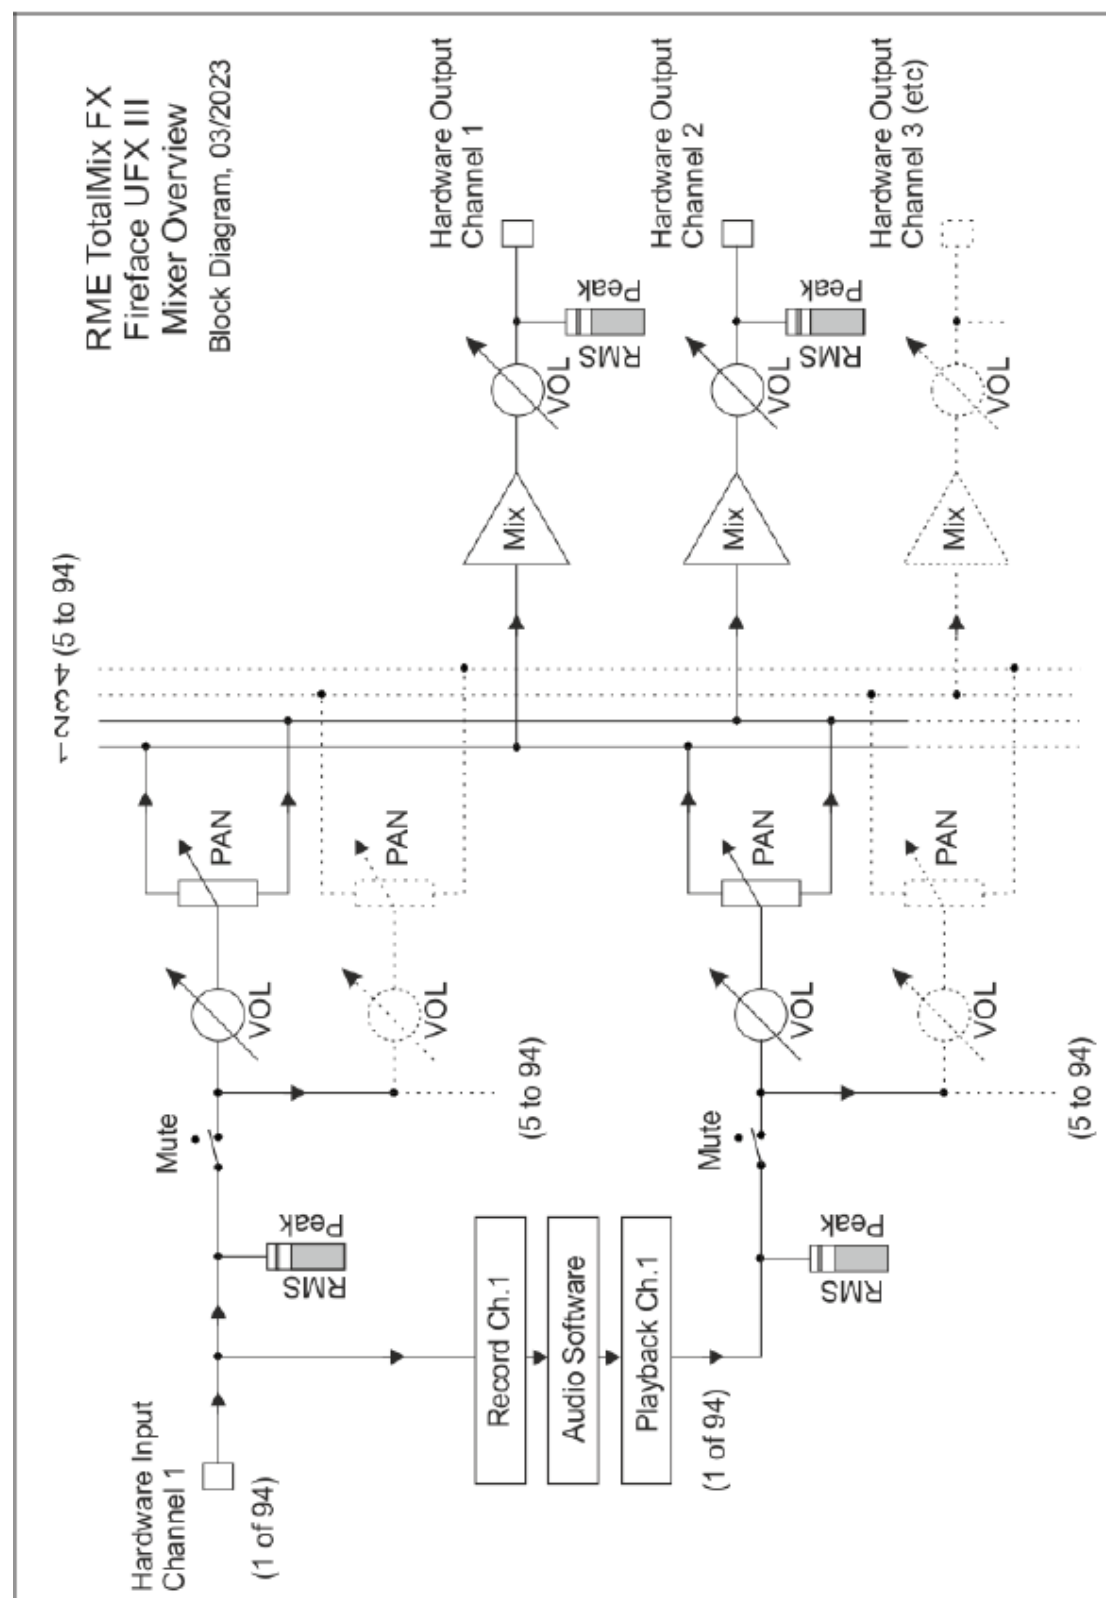 RME TotalMix FX
Fireface UFX III
Mixer Overview
Block Diagram, 03/2023
Hardware Input
Channel 1
(1 of 94)
RMS
Peak
Mute
VOL
PAN
VOL
PAN
(5 to 94)
1
2
3
4 (5 to 94)
Record Ch.1
Audio Software
Playback Ch.1
(1 of 94)
RMS
Peak
Mute
VOL
PAN
VOL
PAN
(5 to 94)
Mix
VOL
RMS
Peak
Hardware Output
Channel 1
Mix
VOL
RMS
Peak
Hardware Output
Channel 2
Mix
VOL
Hardware Output
Channel 3 (etc)